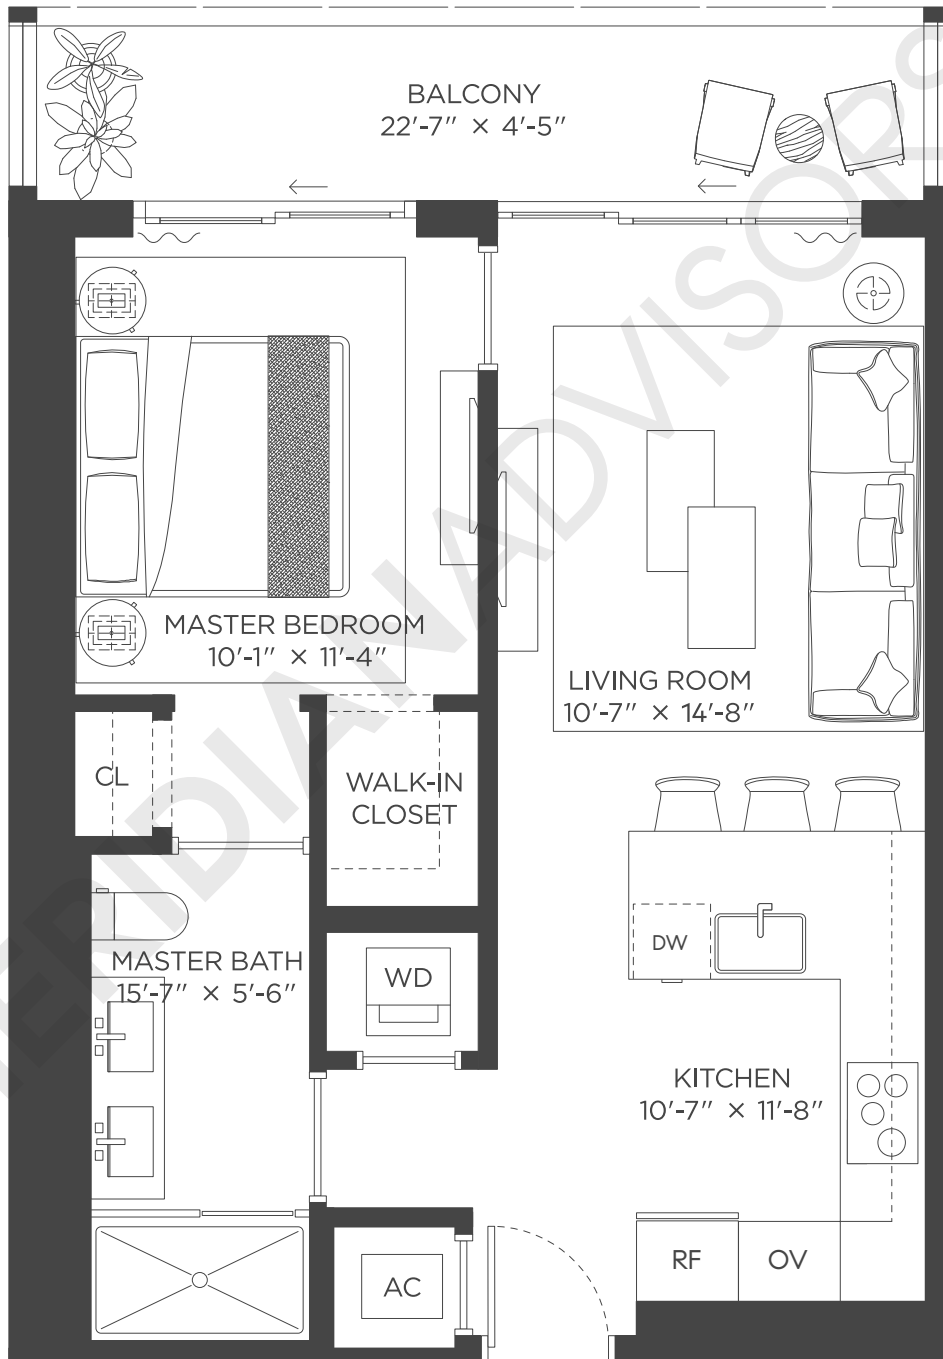 BALCONY
22'-7" × 4'-5"
MASTER BEDROOM
10'-1" × 11'-4"
LIVING ROOM
10'-7" × 14'-8"
CL
WALK-IN
CLOSET
MASTER BATH
15'-7" × 5'-6"
WD
DW
KITCHEN
10'-7" × 11'-8"
AC
RF
OV
MERIDIANADVISORS